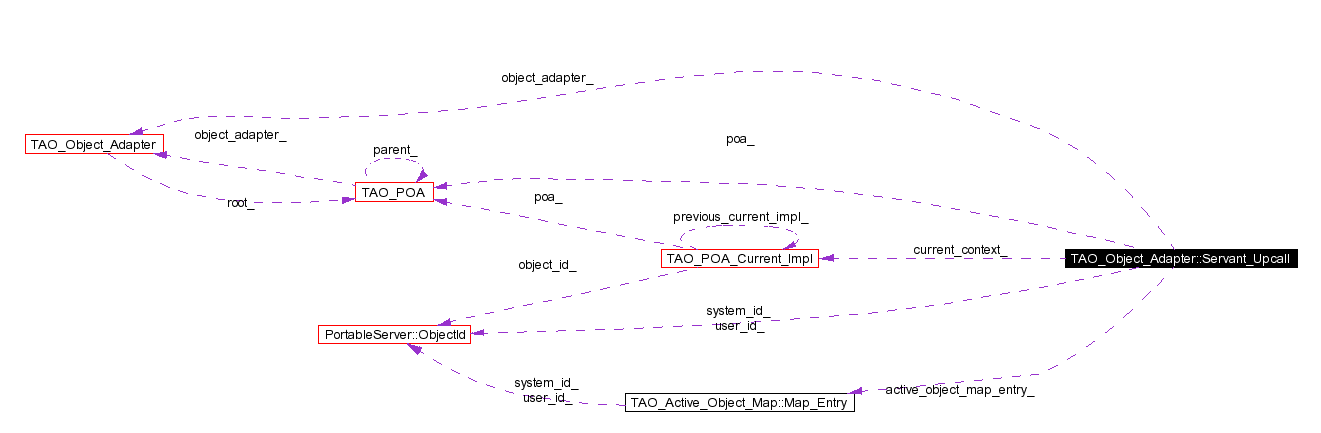 object_adapter_
TAO_Object_Adapter
object_adapter_
poa_
parent_
TAO_POA
root_
poa_
previous_current_impl_
TAO_POA_Current_Impl
current_context_
TAO_Object_Adapter::Servant_Upcall
object_id_
system_id_
user_id_
PortableServer::ObjectId
system_id_
user_id_
TAO_Active_Object_Map::Map_Entry
active_object_map_entry_